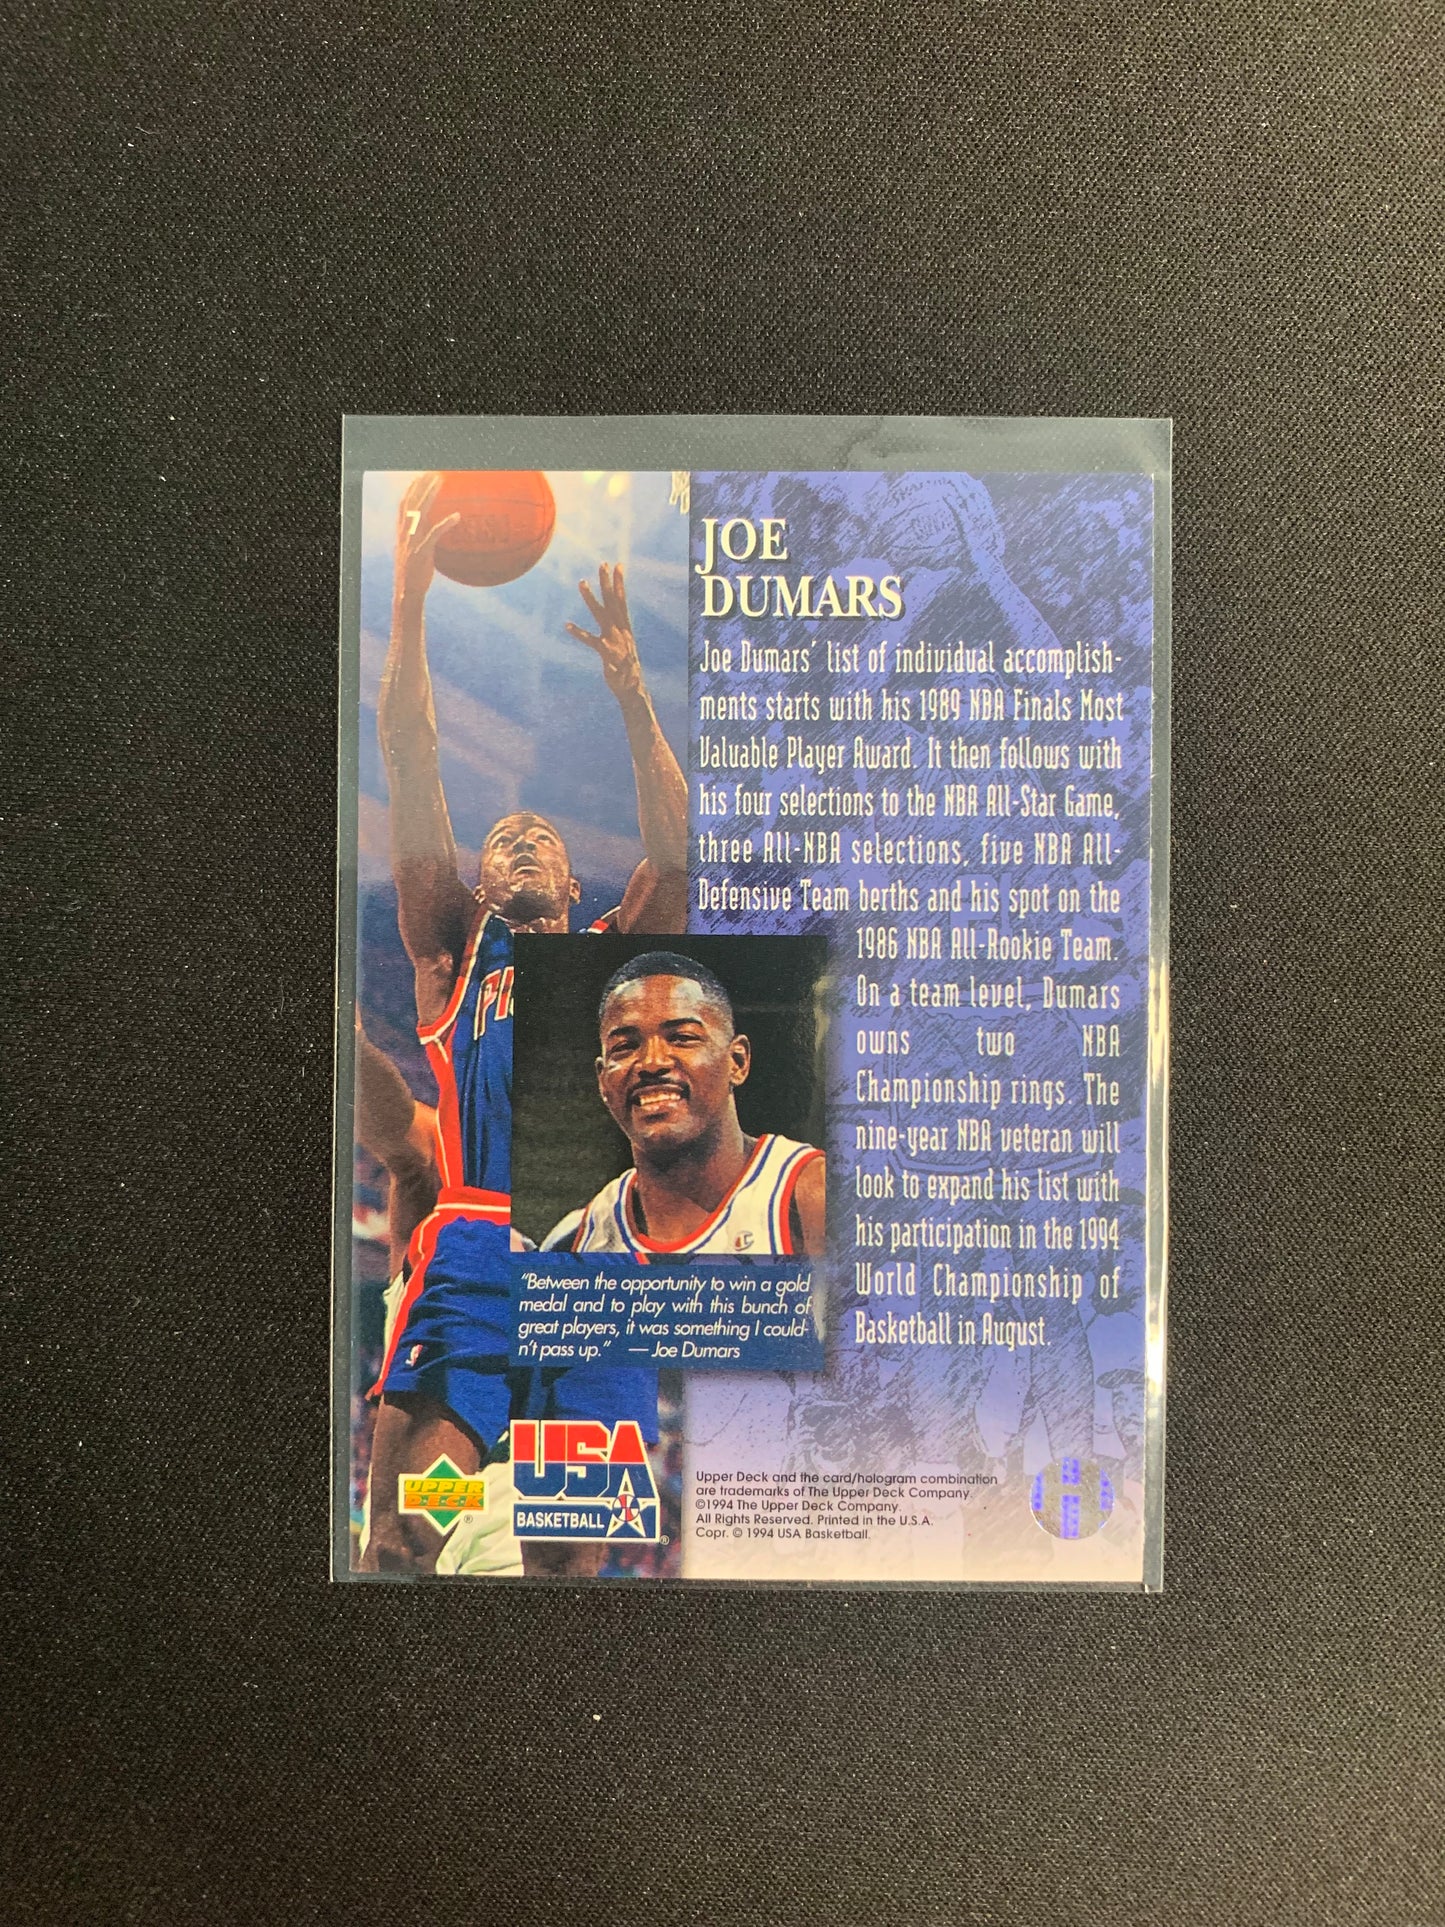 7
JOE
DUMARS
Joe Dumars' list of individual accomplish-
ments starts with his 1989 NBA Finals Most
Valuable Player Award. It then follows with
his four selections to the NBA All-Star Game,
three All-NBA selections, five NBA All-
Defensive Team berths and his spot on the
1986 NBA All-Rookie Team.
On a team level, Dumars
owns two NBA
Championship rings. The
nine-year NBA veteran will
look to expand his list with
his participation in the 1994
World Championship of
Basketball in August.
PI
"Between the opportunity to win a gold
medal and to play with this bunch of
great players, it was something I could-
n't pass up." — Joe Dumars
UPPER
DECK
®
USA
BASKETBALL
®
Upper Deck and the card/hologram combination
are trademarks of The Upper Deck Company.
©1994 The Upper Deck Company.
All Rights Reserved. Printed in the U.S.A.
Copr. © 1994 USA Basketball.